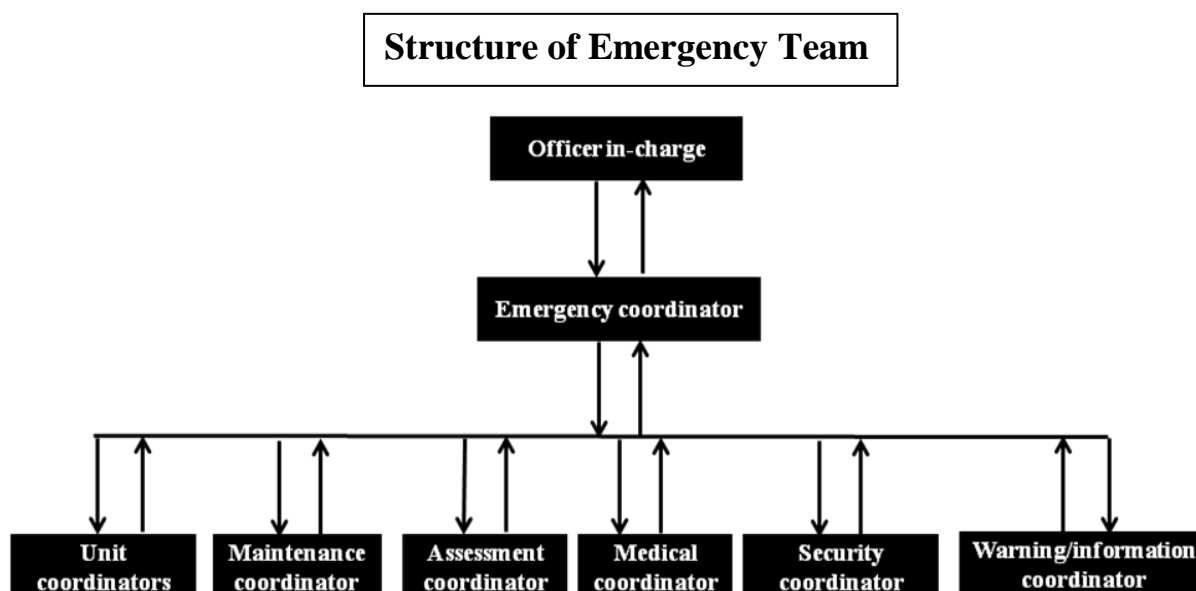 Structure of Emergency Team
Officer in-charge
Emergency coordinator
Unit
coordinators
Maintenance
coordinator
Assessment
coordinator
Medical
coordinator
Security
coordinator
Warning/information
coordinator